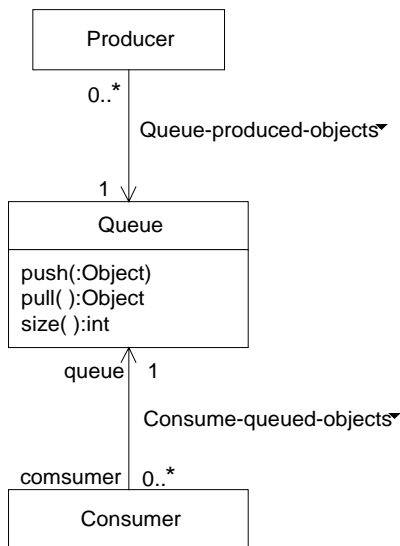 Producer
0..*
Queue-produced-objects
1
Queue
push(:Object)
pull( ):Object
size( ):int
queue 1
Consume-queued-objects
comsumer 0..*
Consumer